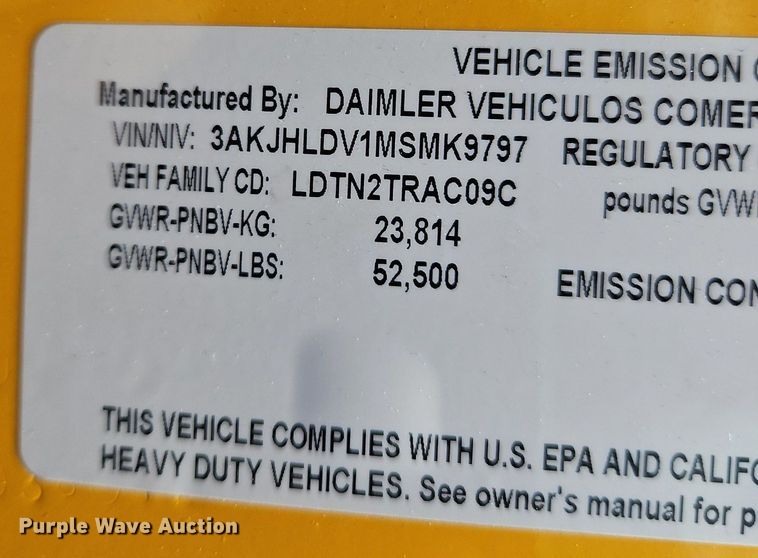 VEHICLE EMISSION
Manufactured By: DAIMLER VEHICULOS COMER
VIN/NIV: 3AKJHLDV1MSMK9797 REGULATORY
VEH FAMILY CD: LDTN2TRAC09C pounds GVW
GVWR-PNBV-KG: 23,814
GVWR-PNBV-LBS: 52,500 EMISSION CON
THIS VEHICLE COMPLIES WITH U.S. EPA AND CALIFO
HEAVY DUTY VEHICLES. See owner's manual for p
Purple Wave Auction